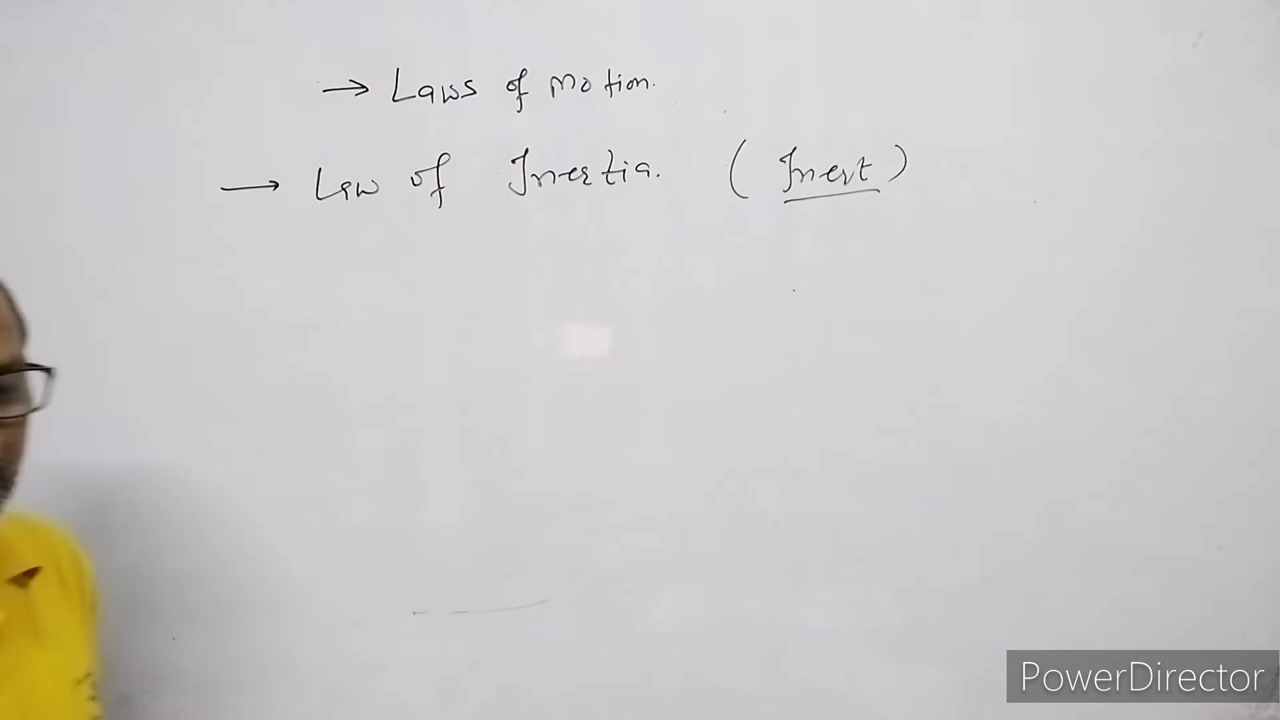 → Laws of motion.
→ Law of Inertia. (Inert)
PowerDirector